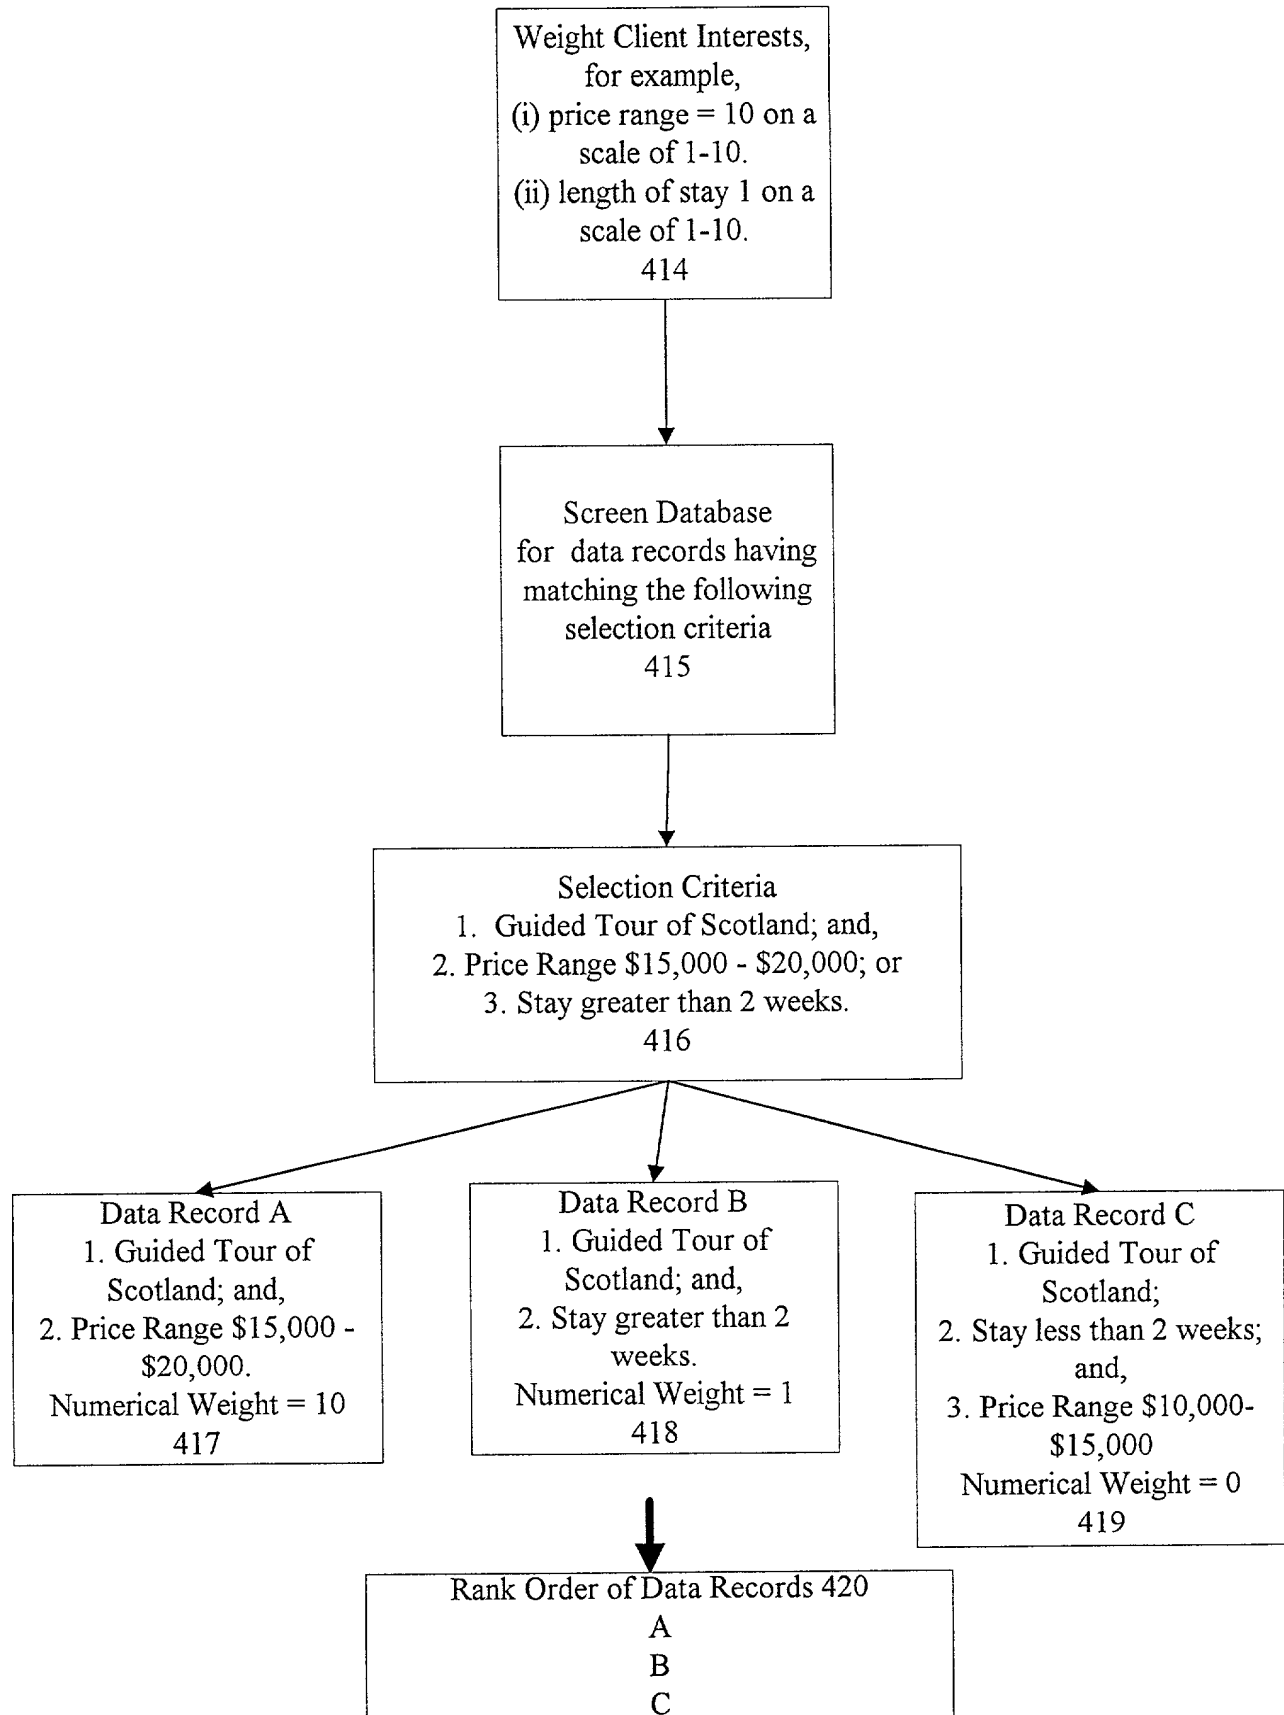 Weight Client Interests,
for example,
(i) price range = 10 on a
scale of 1-10.
(ii) length of stay 1 on a
scale of 1-10.
414
Screen Database
for data records having
matching the following
selection criteria
415
Selection Criteria
1. Guided Tour of Scotland; and,
2. Price Range $15,000 - $20,000; or
3. Stay greater than 2 weeks.
416
Data Record A
1. Guided Tour of
Scotland; and,
2. Price Range $15,000 -
$20,000.
Numerical Weight = 10
417
Data Record B
1. Guided Tour of
Scotland; and,
2. Stay greater than 2
weeks.
Numerical Weight = 1
418
Data Record C
1. Guided Tour of
Scotland;
2. Stay less than 2 weeks;
and,
3. Price Range $10,000-
$15,000
Numerical Weight = 0
419
Rank Order of Data Records 420
A
B
C